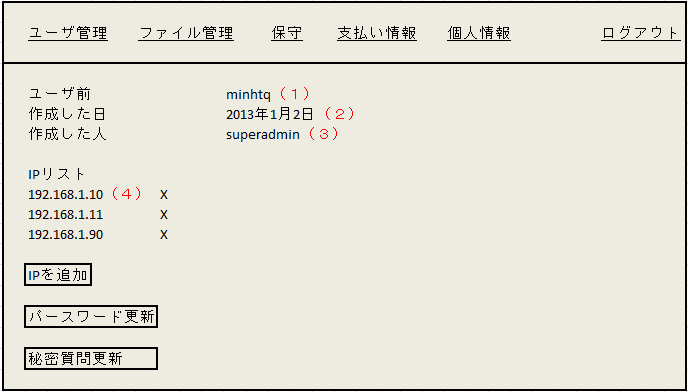 ユーザ管理 ファイル管理 保守 支払い情報 個人情報 ログアウト
ユーザ前 minhtq（１）
作成した日 2013年1月2日（２）
作成した人 superadmin（３）
IPリスト
192.168.1.10（４） X
192.168.1.11 X
192.168.1.90 X
IPを追加
パースワード更新
秘密質問更新